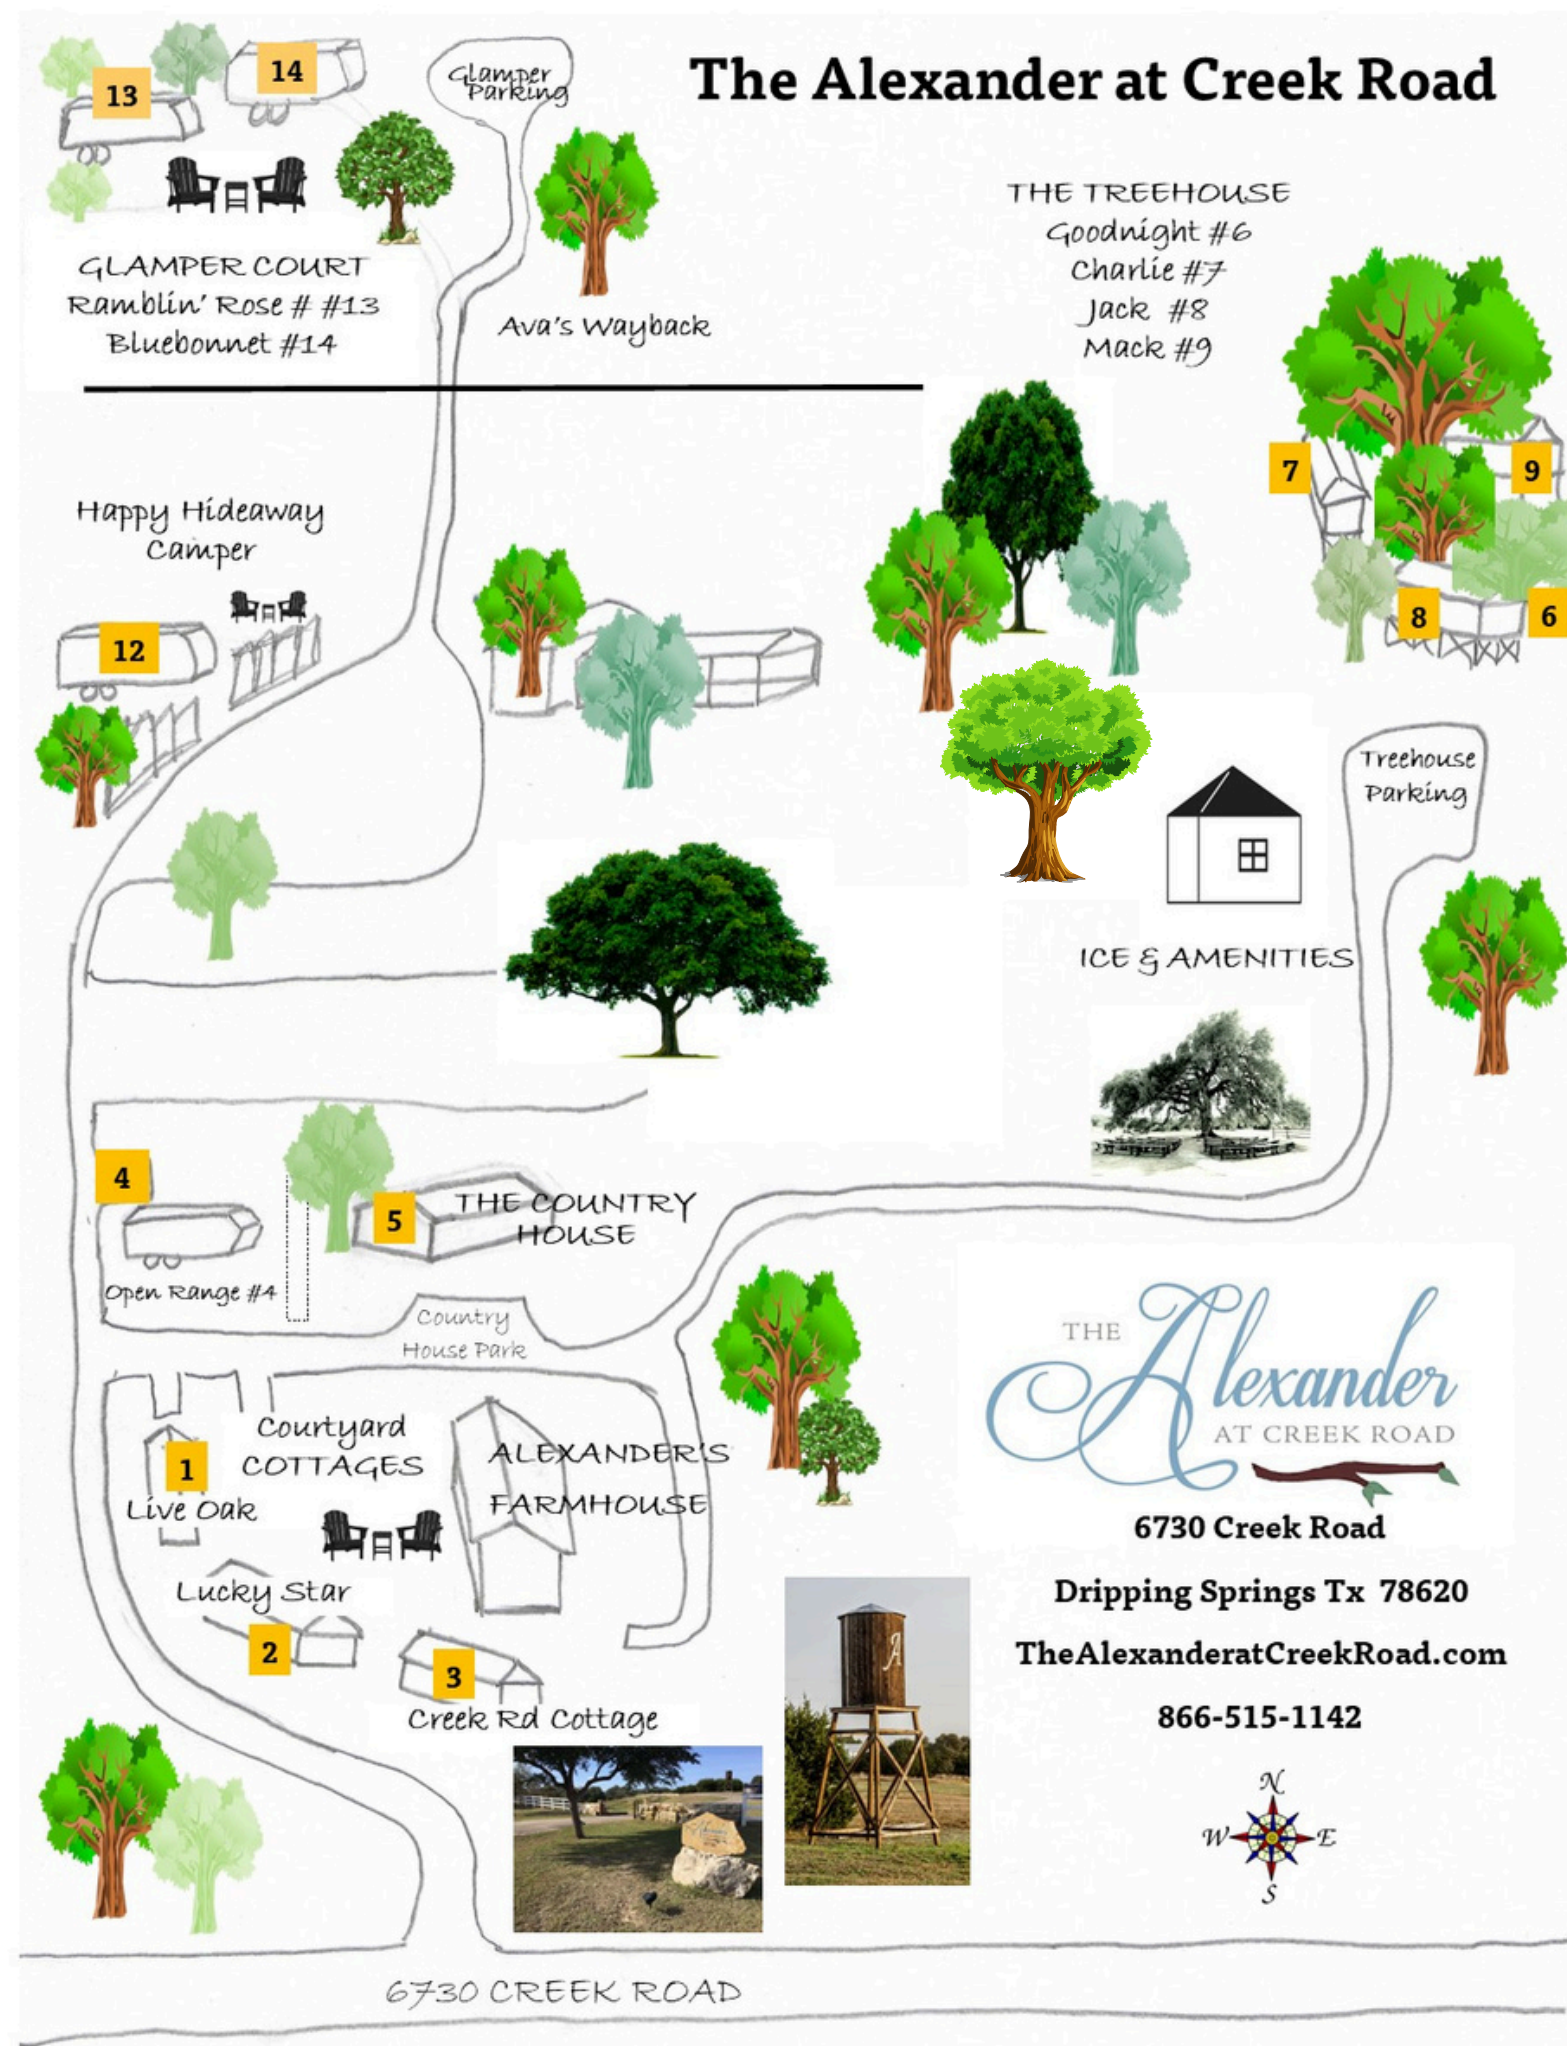 The Alexander at Creek Road
14
13
Glamper
Parking
GLAMPER COURT
Ramblin' Rose # #13
Bluebonnet #14
Ava's Wayback
THE TREEHOUSE
Goodnight #6
Charlie #7
Jack #8
Mack #9
7
9
8
6
Happy Hideaway
Camper
12
Treehouse
Parking
ICE & AMENITIES
4
Open Range #4
5
THE COUNTRY
HOUSE
Country
House Park
1
Live Oak
Courtyard
COTTAGES
ALEXANDER'S
FARMHOUSE
Lucky Star
2
3
Creek Rd Cottage
A
THE
Alexander
AT CREEK ROAD
6730 Creek Road
Dripping Springs Tx 78620
TheAlexanderatCreekRoad.com
866-515-1142
N
W E
S
6730 CREEK ROAD